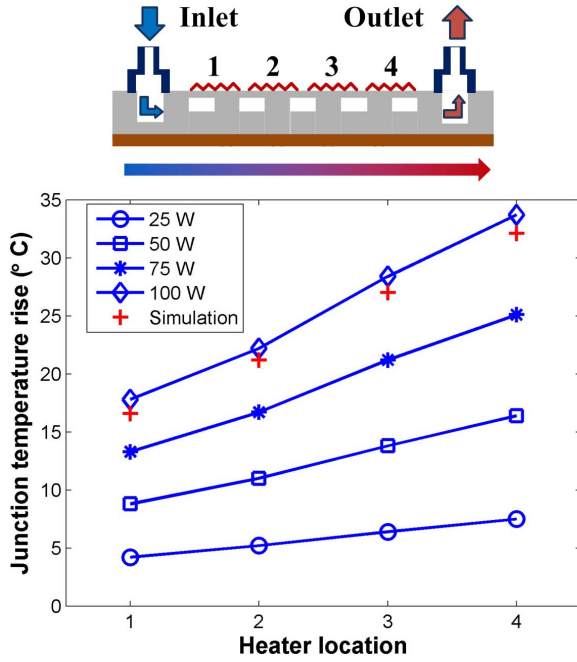 Inlet Outlet
1 2 3 4
35
30
25
20
15
10
5
0
Junction temperature rise (º C)
25 W
50 W
75 W
100 W
Simulation
1 2 3 4
Heater location